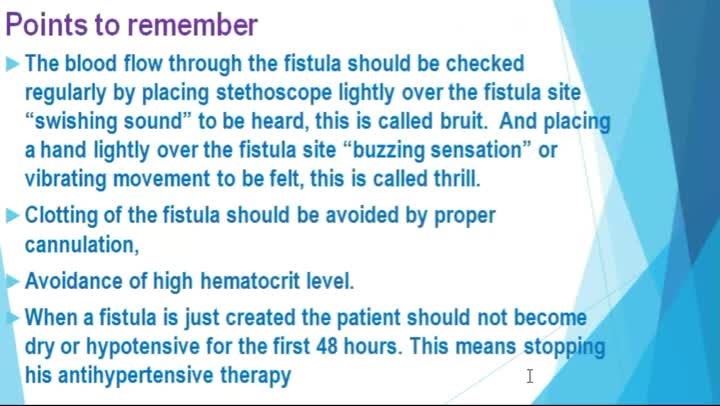 Points to remember
The blood flow through the fistula should be checked
regularly by placing stethoscope lightly over the fistula site
“swishing sound” to be heard, this is called bruit. And placing
a hand lightly over the fistula site “buzzing sensation” or
vibrating movement to be felt, this is called thrill.
Clotting of the fistula should be avoided by proper
cannulation,
Avoidance of high hematocrit level.
When a fistula is just created the patient should not become
dry or hypotensive for the first 48 hours. This means stopping
his antihypertensive therapy